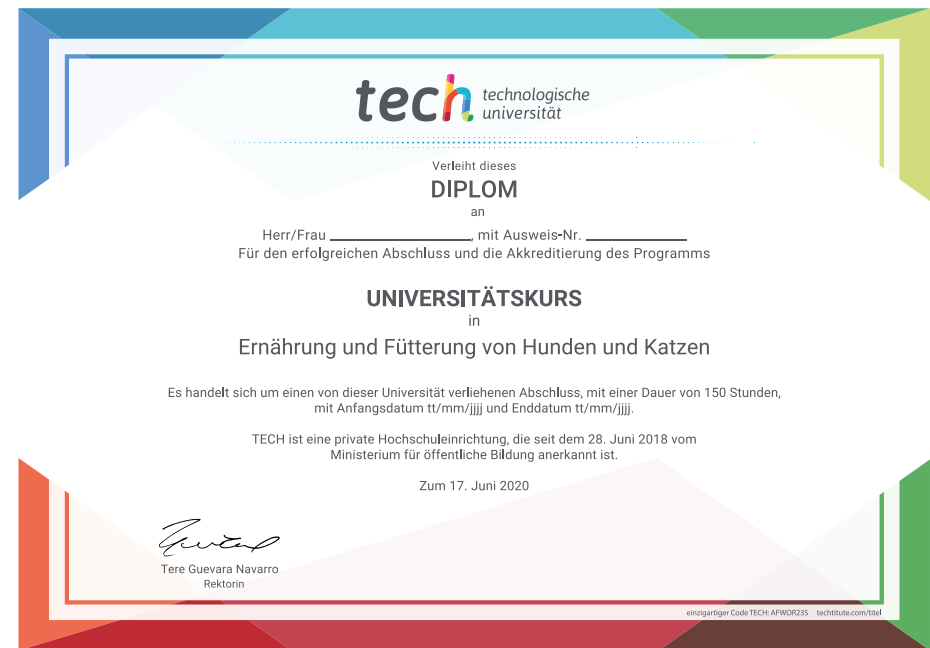 tech technologische
universität
Verleiht dieses
DIPLOM
an
Herr/Frau ____________, mit Ausweis-Nr. ____________
Für den erfolgreichen Abschluss und die Akkreditierung des Programms
UNIVERSITÄTSKURS
in
Ernährung und Fütterung von Hunden und Katzen
Es handelt sich um einen von dieser Universität verliehenen Abschluss, mit einer Dauer von 150 Stunden,
mit Anfangsdatum tt/mm/jjjj und Enddatum tt/mm/jjjj.
TECH ist eine private Hochschuleinrichtung, die seit dem 28. Juni 2018 vom
Ministerium für öffentliche Bildung anerkannt ist.
Zum 17. Juni 2020
Tere Guevara Navarro
Rektorin
einzigartiger Code TECH: AFWOR23S techtitute.com/titel